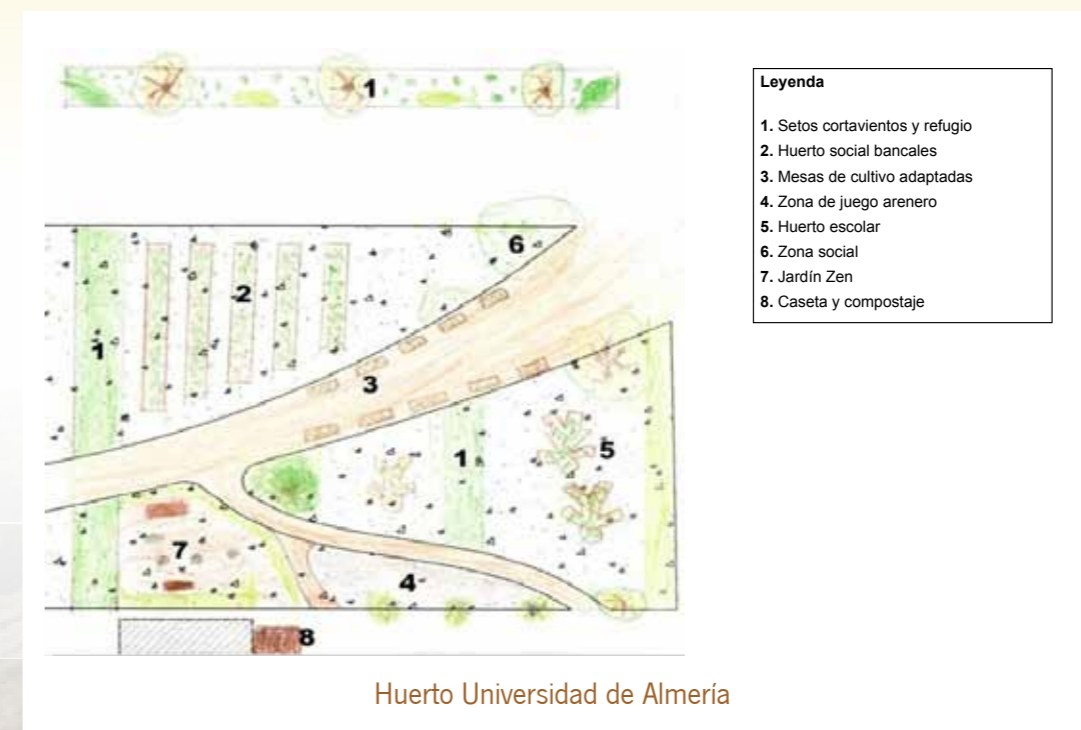 1
6
2
1
3
5
1
7
4
8
Leyenda
1. Setos cortavientos y refugio
2. Huerto social bancales
3. Mesas de cultivo adaptadas
4. Zona de juego arenero
5. Huerto escolar
6. Zona social
7. Jardín Zen
8. Caseta y compostaje
Huerto Universidad de Almería